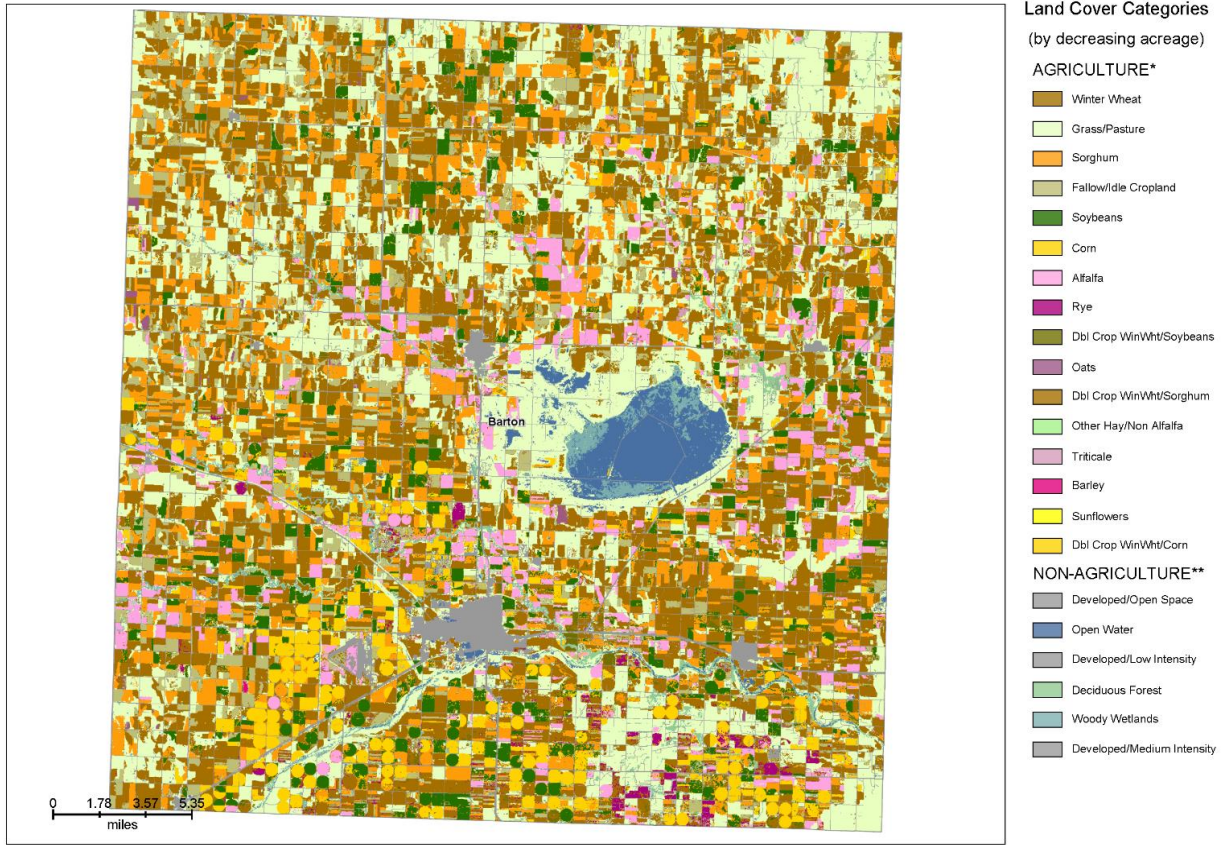 Land Cover Categories
(by decreasing acreage)
AGRICULTURE*
Winter Wheat
Grass/Pasture
Sorghum
Fallow/Idle Cropland
Soybeans
Corn
Alfalfa
Rye
Dbl Crop WinWht/Soybeans
Oats
Dbl Crop WinWht/Sorghum
Other Hay/Non Alfalfa
Triticale
Barley
Sunflowers
Dbl Crop WinWht/Corn
NON-AGRICULTURE**
Developed/Open Space
Open Water
Developed/Low Intensity
Deciduous Forest
Woody Wetlands
Developed/Medium Intensity
Barton
0 1.78 3.57 5.35
miles